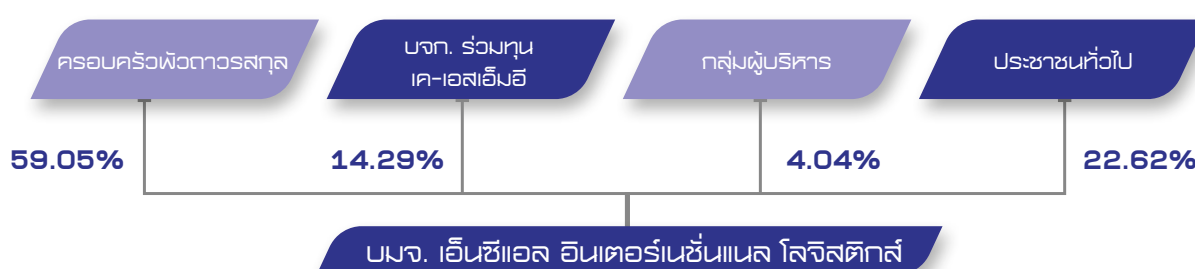 ครอบครัวพัวถาวรสกุล
บจก. ร่วมทุน
เค-เอสเอ็มอี
กลุ่มผู้บริหาร
ประชาชนทั่วไป
59.05%
14.29%
4.04%
22.62%
บมจ. เอ็นซีแอล อินเตอร์เนชั่นแนล โลจิสติกส์